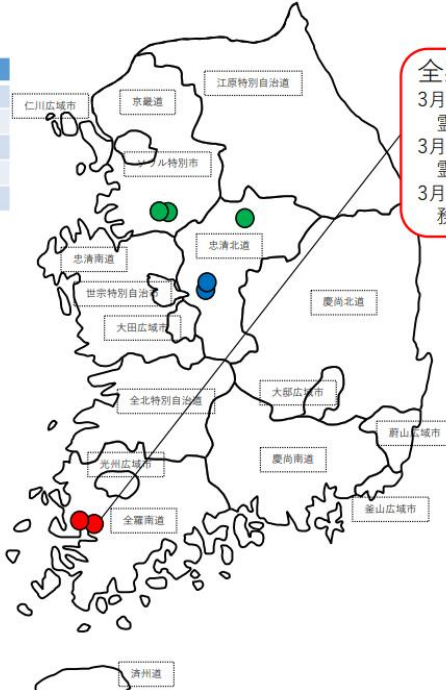 江原特別自治道
仁川広域市
京畿道
ソウル特別市
忠清北道
忠清南道
世宗特別自治市
慶尚北道
大田広域市
大邱広域市
全北特別自治道
蔚山広域市
慶尚南道
光州広域市
釜山広域市
全羅南道
済州道
全
3月
霊
3月
霊
3月
務